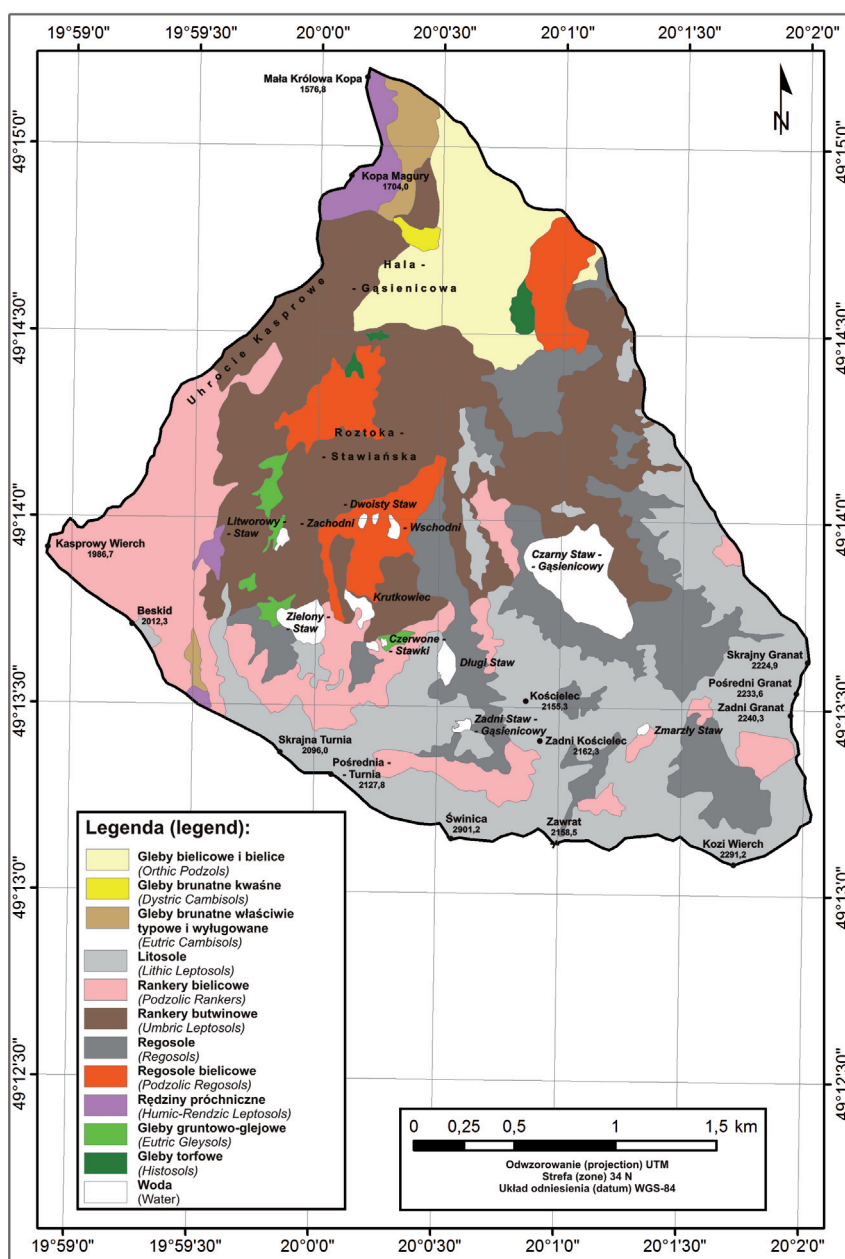 19°59'0" 19°59'30" 20°0'0" 20°0'30" 20°1'0" 20°1'30" 20°2'0"
Mała Królowa Kopa
1576,8
N
49°15'0" 49°15'0"
Kopa Magury
1704,0
Hala -
- Gąsienicowa
Uhrocie Kasprowe
49°14'30" 49°14'30"
Roztoka -
- Stawiańska
- Dwoisty Staw
Litworowy -
- Staw
- Zachodni
- Wschodni
49°14'0" 49°14'0"
Kasprowy Wierch
1986,7
Czarny Staw -
- Gąsienicowy
Krutkowiec
Beskid
2012,3
Zielony -
- Staw
Czerwone -
- Stawki
Długi Staw
Skrajny Granat
2224,9
Pośredni Granat
2233,6
Zadni Granat
2240,3
49°13'30" 49°13'30"
Kościelec
2155,3
Zadni Staw -
- Gąsienicowy
Zmarzły Staw
Skrajna Turnia
2096,0
Zadni Kościelec
2162,3
Pośrednia -
- Turnia
2127,8
Świnica
2901,2
Zawrat
2158,5
Kozi Wierch
2291,2
49°13'0" 49°13'0"
Legenda (legend):
Gleby bielicowe i bielice
(Orthic Podzols)
Gleby brunatne kwaśne
(Dystric Cambisols)
Gleby brunatne właściwie
typowe i wyługowane
(Eutric Cambisols)
Litosole
(Lithic Leptosols)
Rankery bielicowe
(Podzolic Rankers)
Rankery butwinowe
(Umbric Leptosols)
Regosole
(Regosols)
Regosole bielicowe
(Podzolic Regosols)
Rędziny próchniczne
(Humic-Rendzic Leptosols)
Gleby gruntowo-glejowe
(Eutric Gleysols)
Gleby torfowe
(Histosols)
Woda
(Water)
49°12'30" 49°12'30"
0 0,25 0,5 1 1,5 km
Odwzorowanie (projection) UTM
Strefa (zone) 34 N
Układ odniesienia (datum) WGS-84
19°59'0" 19°59'30" 20°0'0" 20°0'30" 20°1'0" 20°1'30" 20°2'0"